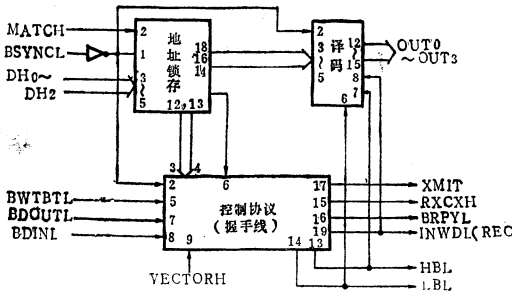 MATCH
BSYNCL
DH0~
DH2
2
1
3
~
5
地址锁存
18
16
14
12,13
2
3
~
5
译码
12
~
15
8
7
6
OUT0
~OUT3
3 4
6
2
5
7
8
9
控制协议
(握手线)
17
15
16
19
14
13
BWTBTL
BDOUTL
BDINL
VECTORH
XMIT
RXCXH
BRPYL
INWDL(REC
HBL
LBL